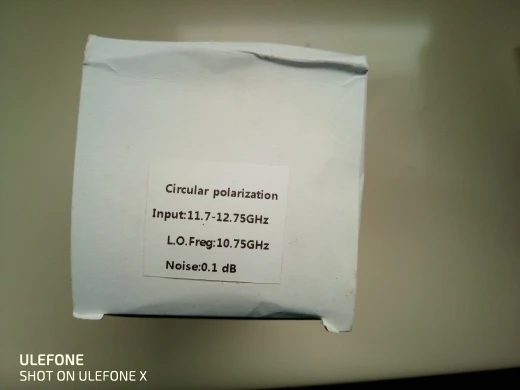 Circular polarization
Input:11.7-12.75GHz
L.O.Freg:10.75GHz
Noise:0.1 dB
ULEFONE
SHOT ON ULEFONE X